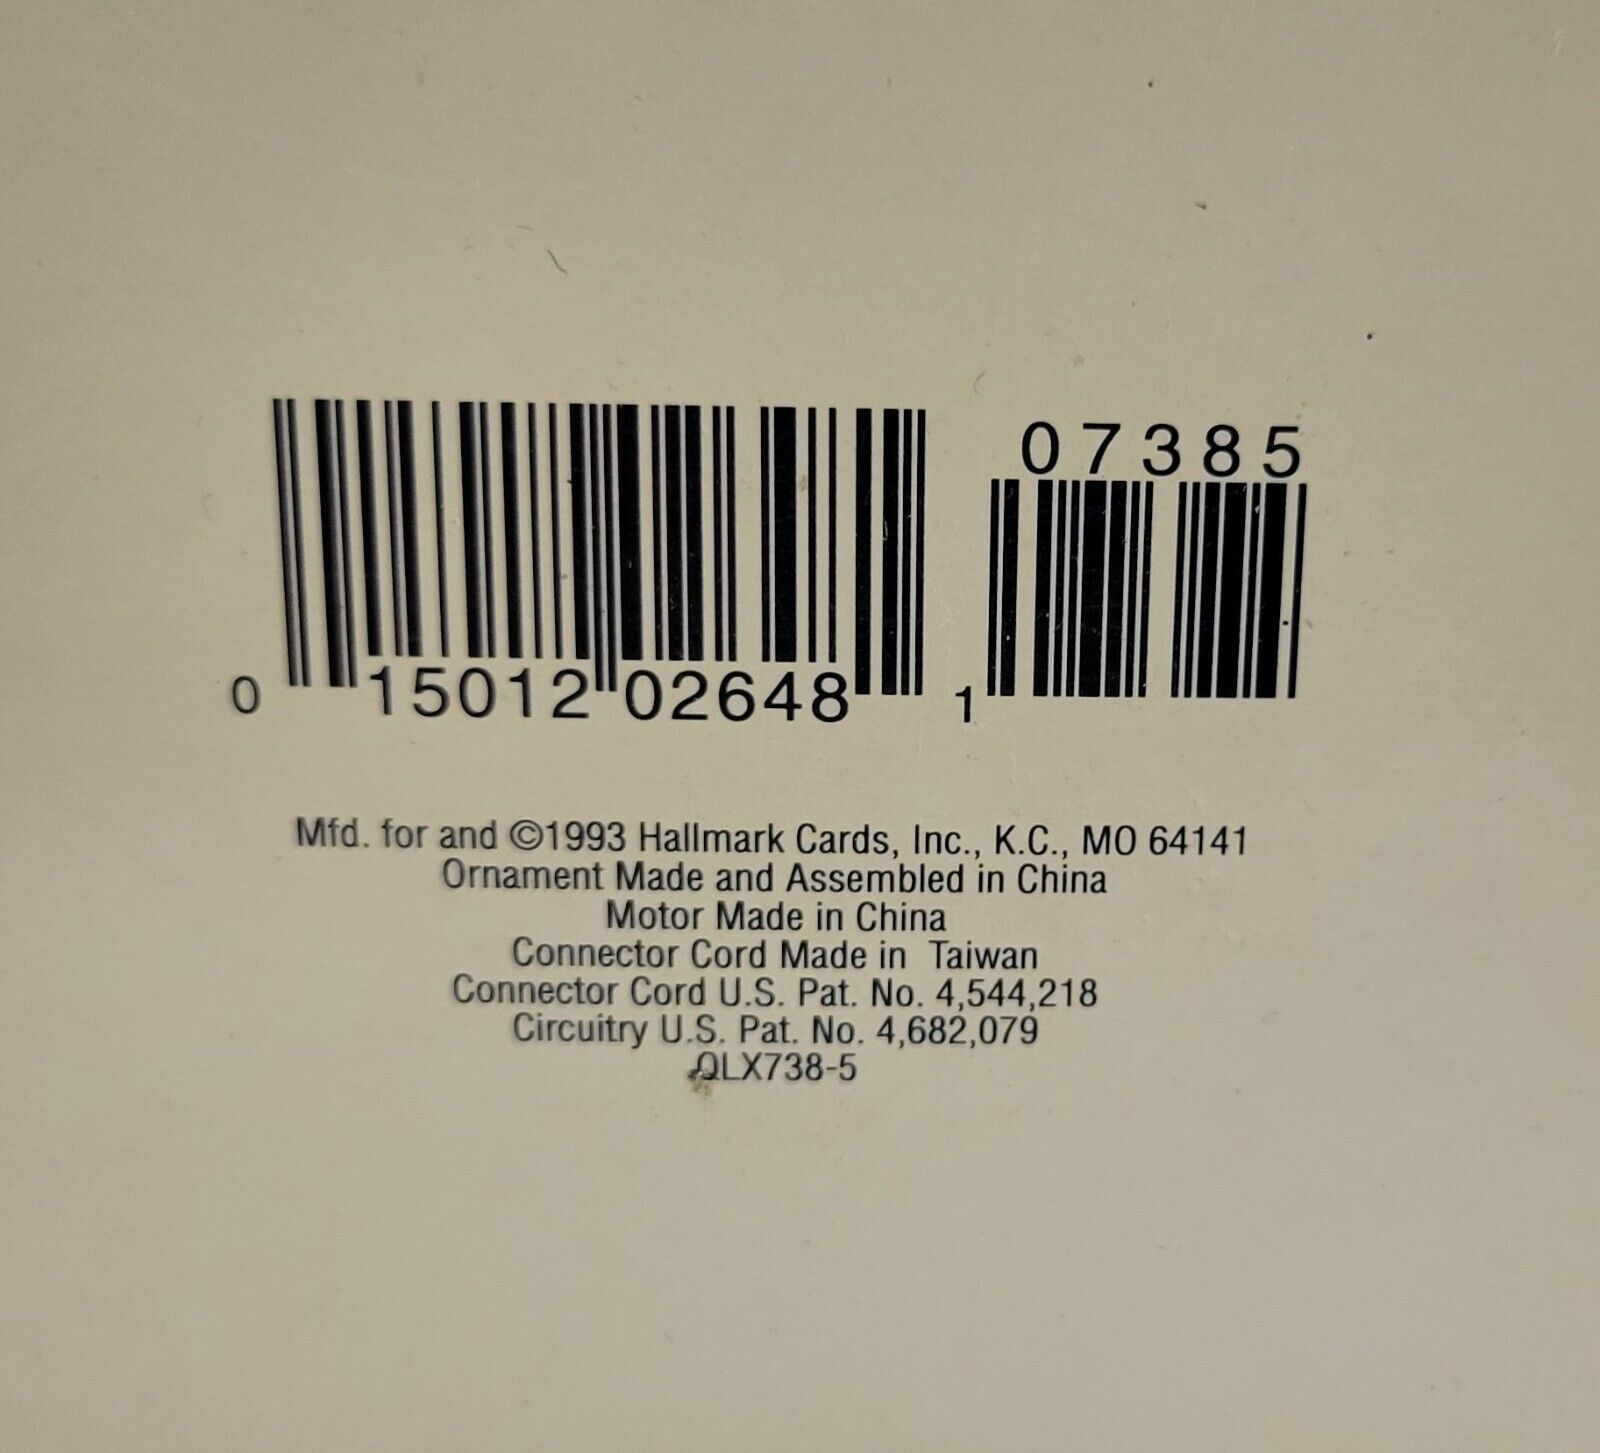 07385
0 15012 02648 1
Mfd. for and ©1993 Hallmark Cards, Inc., K.C., MO 64141
Ornament Made and Assembled in China
Motor Made in China
Connector Cord Made in Taiwan
Connector Cord U.S. Pat. No. 4,544,218
Circuitry U.S. Pat. No. 4,682,079
QLX738-5